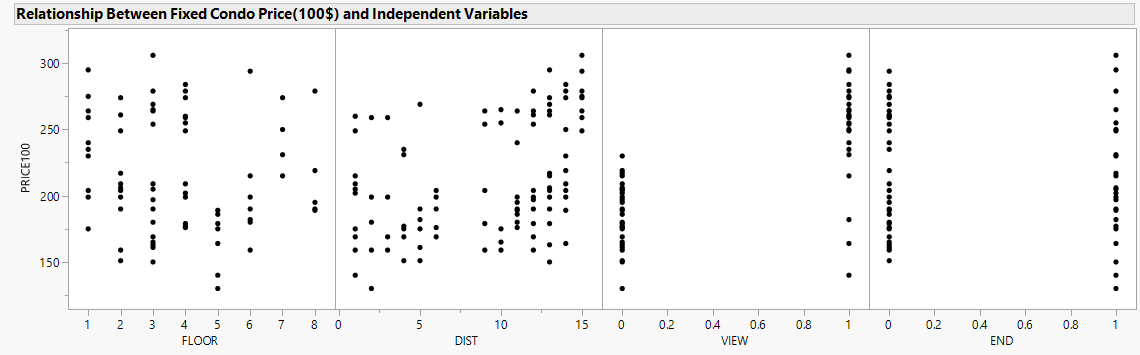 Relationship Between Fixed Condo Price(100$) and Independent Variables
PRICE100
300
250
200
150
1 2 3 4 5 6 7 8
0 5 10 15
0 0.2 0.4 0.6 0.8 1
0 0.2 0.4 0.6 0.8 1
FLOOR
DIST
VIEW
END